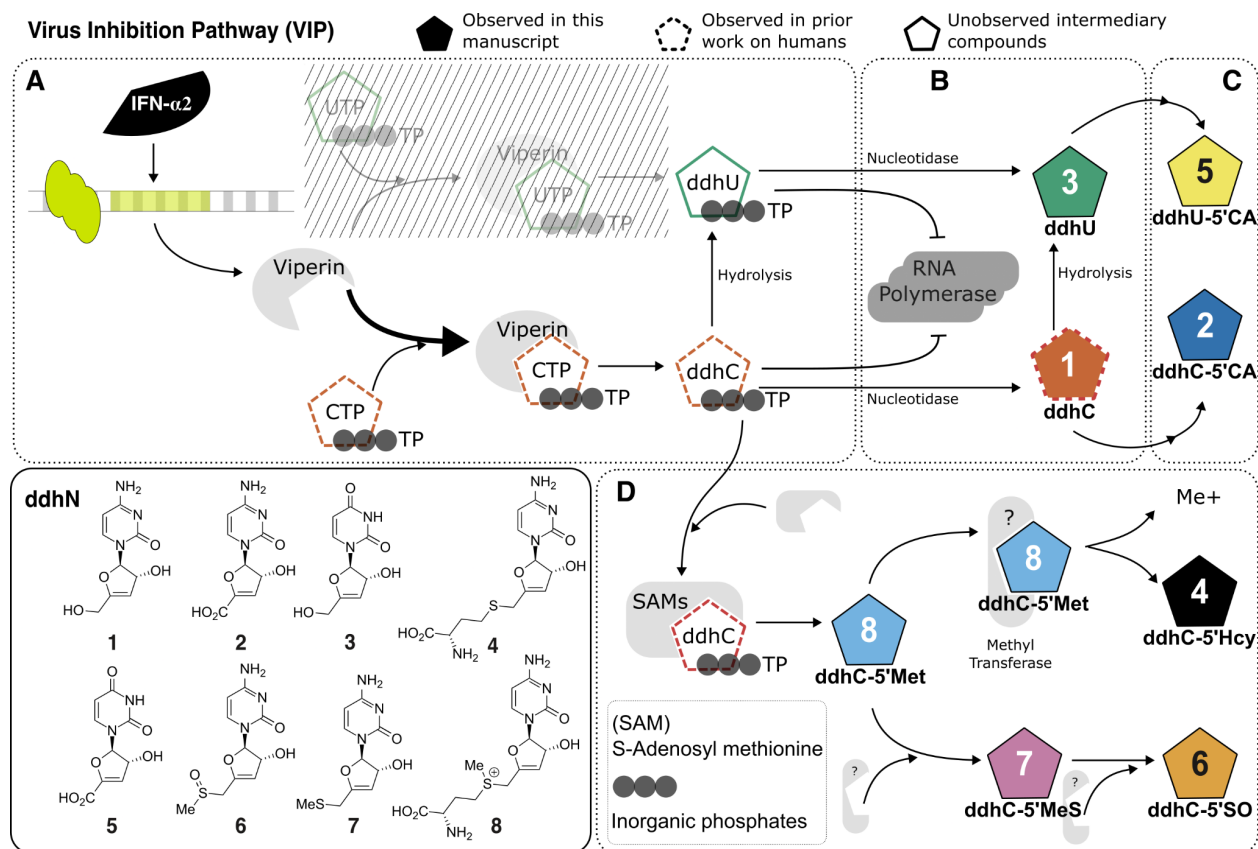 Virus Inhibition Pathway (VIP)
Observed in this
manuscript
Observed in prior
work on humans
Unobserved intermediary
compounds
A
IFN-α2
UTP
TP
Viperin
UTP
TP
ddhU
TP
Hydrolysis
Viperin
Viperin
CTP
TP
CTP
TP
ddhC
TP
B
Nucleotidase
3
ddhU
RNA
Polymerase
Hydrolysis
1
ddhC
Nucleotidase
C
5
ddhU-5'CA
2
ddhC-5'CA
ddhN
NH2
N
N
O
O
OH
HO
1
NH2
N
N
O
O
OH
CO2H
2
O
NH
N
O
O
OH
HO
3
NH2
N
N
O
O
OH
S
HO2C
NH2
4
O
NH
N
O
O
OH
HO2C
5
NH2
N
N
O
O
OH
O
S
Me
6
NH2
N
N
O
O
OH
MeS
7
NH2
N
N
O
O
OH
Me
S
+
HO2C
NH2
8
D
SAMs
ddhC
TP
8
ddhC-5'Met
?
8
ddhC-5'Met
Methyl
Transferase
Me+
4
ddhC-5'Hcy
?
7
ddhC-5'MeS
?
6
ddhC-5'SO
(SAM)
S-Adenosyl methionine
Inorganic phosphates